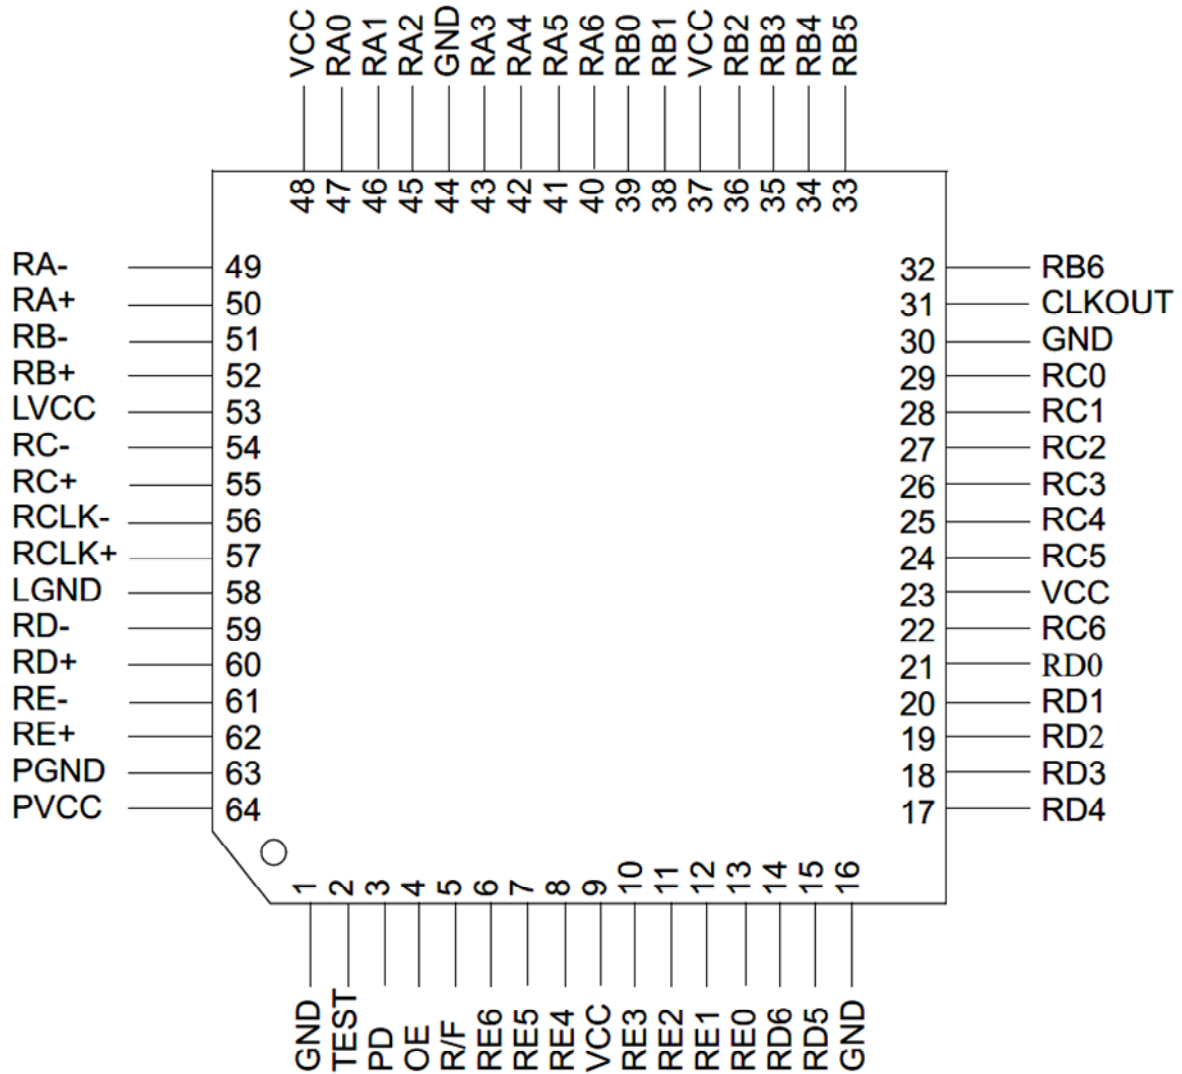 VCC RA0 RA1 RA2 GND RA3 RA4 RA5 RA6 RB0 RB1 VCC RB2 RB3 RB4 RB5
48 47 46 45 44 43 42 41 40 39 38 37 36 35 34 33
RA- 49 32 RB6
RA+ 50 31 CLKOUT
RB- 51 30 GND
RB+ 52 29 RC0
LVCC 53 28 RC1
RC- 54 27 RC2
RC+ 55 26 RC3
RCLK- 56 25 RC4
RCLK+ 57 24 RC5
LGND 58 23 VCC
RD- 59 22 RC6
RD+ 60 21 RD0
RE- 61 20 RD1
RE+ 62 19 RD2
PGND 63 18 RD3
PVCC 64 17 RD4
1 2 3 4 5 6 7 8 9 10 11 12 13 14 15 16
GND TEST PD OE R/F RE6 RE5 RE4 VCC RE3 RE2 RE1 RE0 RD6 RD5 GND